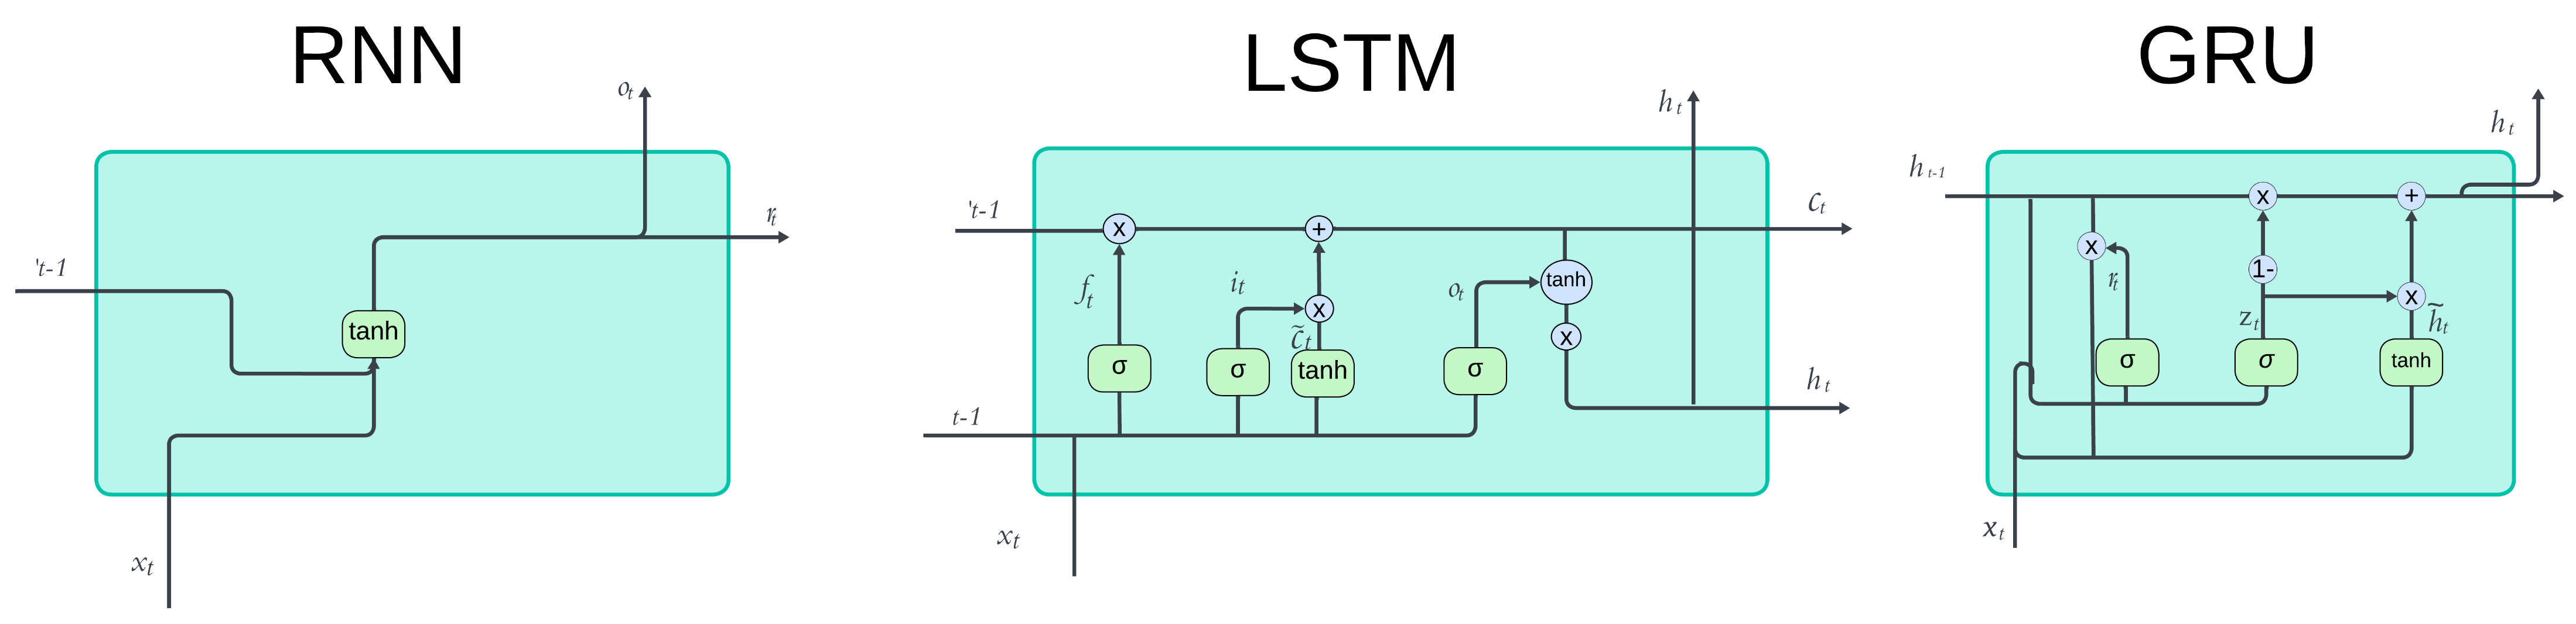 RNN
o_t
r_t
't-1
tanh
x_t
LSTM
h_t
't-1
x
+
c_t
f_t
i_t
x
c̃_t
o_t
tanh
x
σ
σ
tanh
σ
h_t
t-1
x_t
GRU
h_t
h_t-1
x
+
x
r_t
1-
z_t
x
h̃_t
σ
σ
tanh
x_t